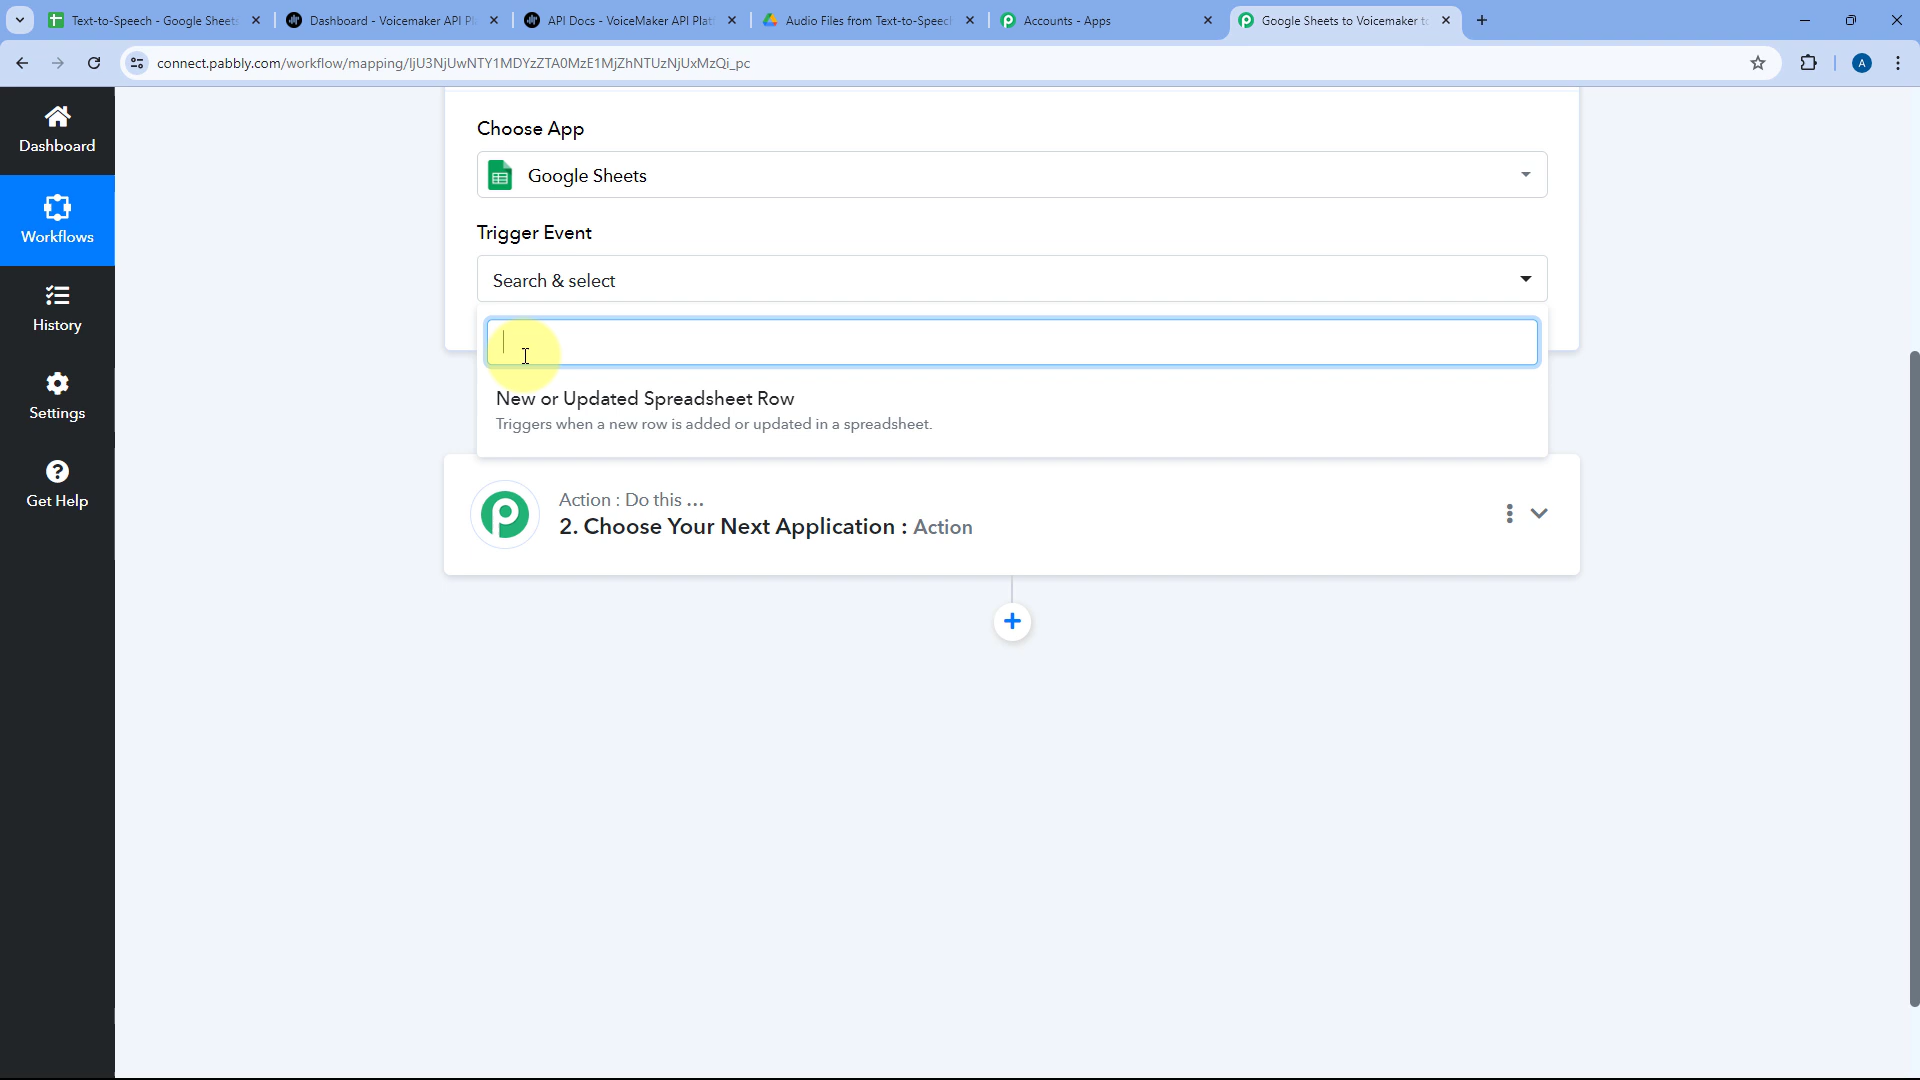 Text-to-Speech - Google Sheets
Dashboard - Voicemaker API Pl
API Docs - VoiceMaker API Plat
Audio Files from Text-to-Speech
Accounts - Apps
Google Sheets to Voicemaker to
connect.pabbly.com/workflow/mapping/IjU3NjUwNTY1MDYzZTA0MzE1MjZhNTUzNjUxMzQi_pc
A
Dashboard
Workflows
History
Settings
Get Help
Choose App
Google Sheets
Trigger Event
Search & select
New or Updated Spreadsheet Row
Triggers when a new row is added or updated in a spreadsheet.
Action : Do this ...
2. Choose Your Next Application : Action